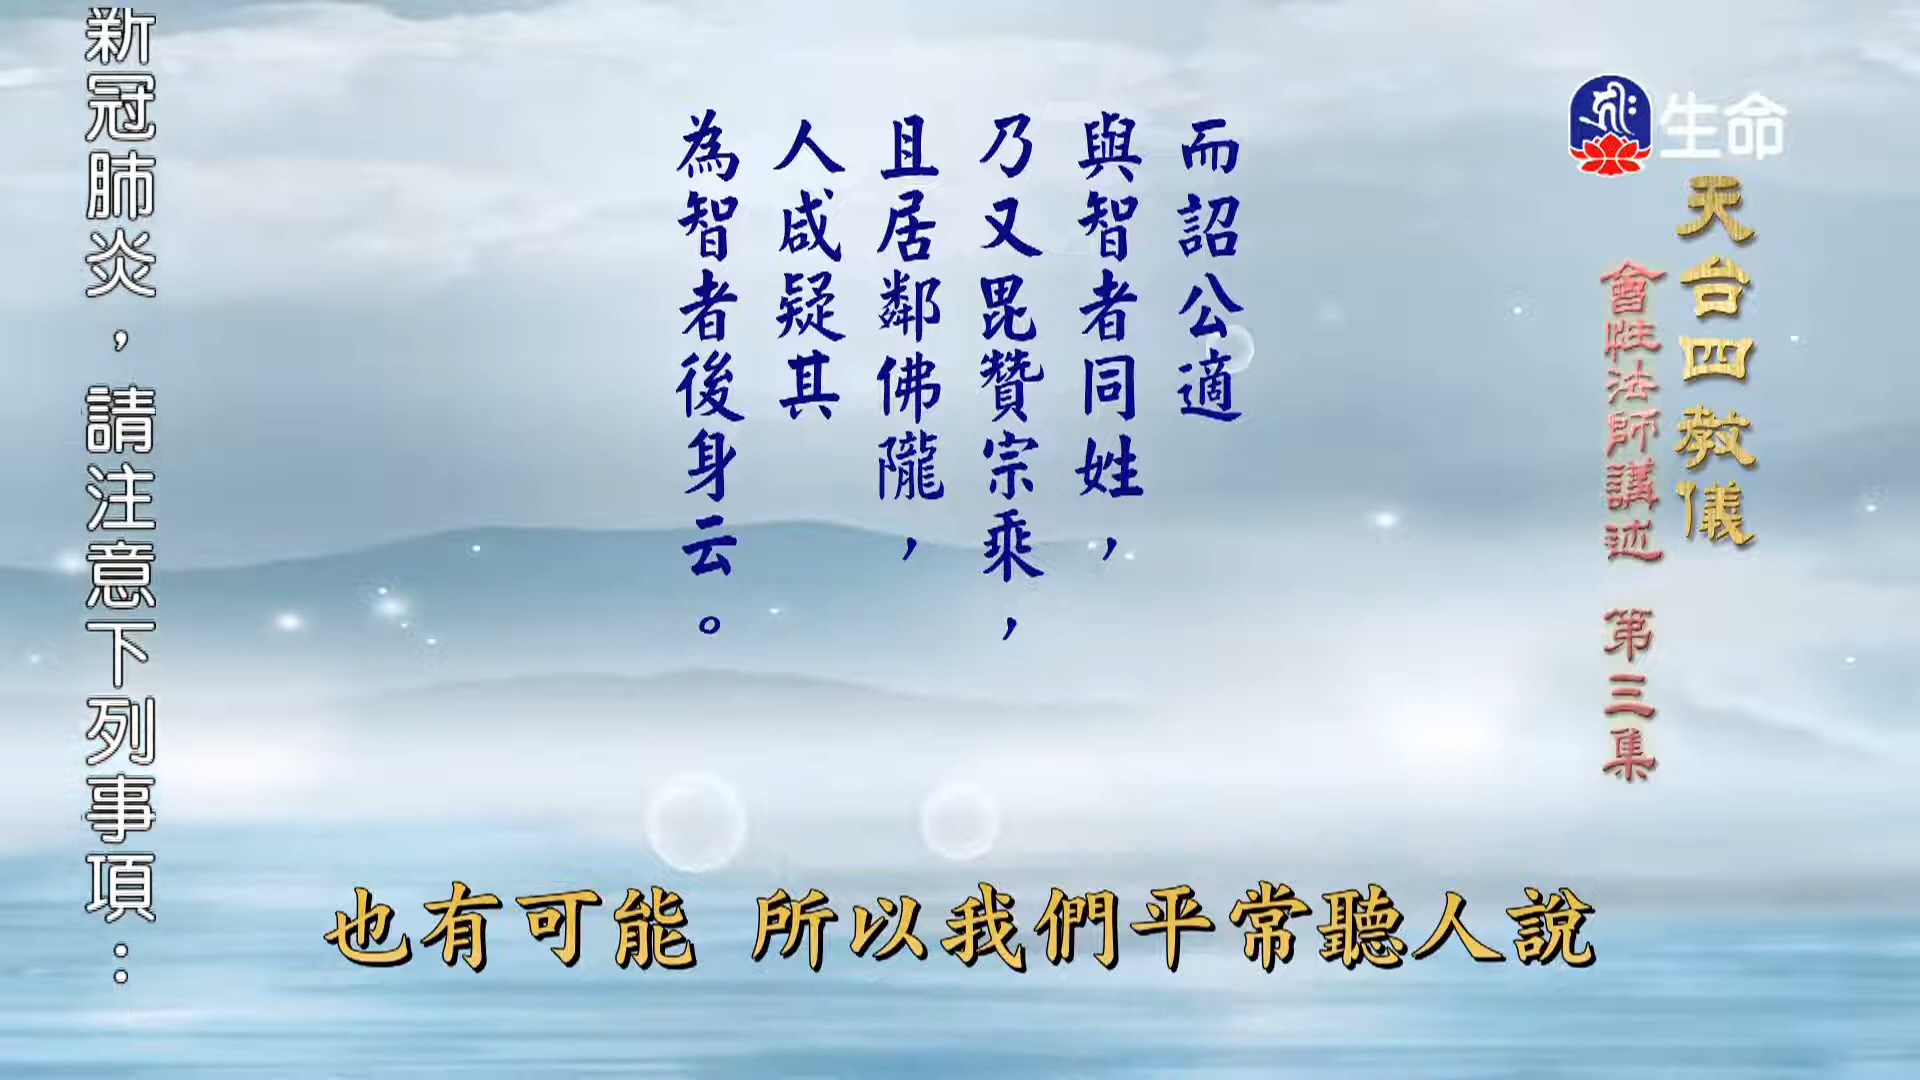 生命
天台四教儀
會性法師講述 第三集
而詔公適
與智者同姓，
乃又毘贊宗乘，
且居鄰佛隴，
人咸疑其
為智者後身云。
新冠肺炎，請注意下列事項：
也有可能 所以我們平常聽人說